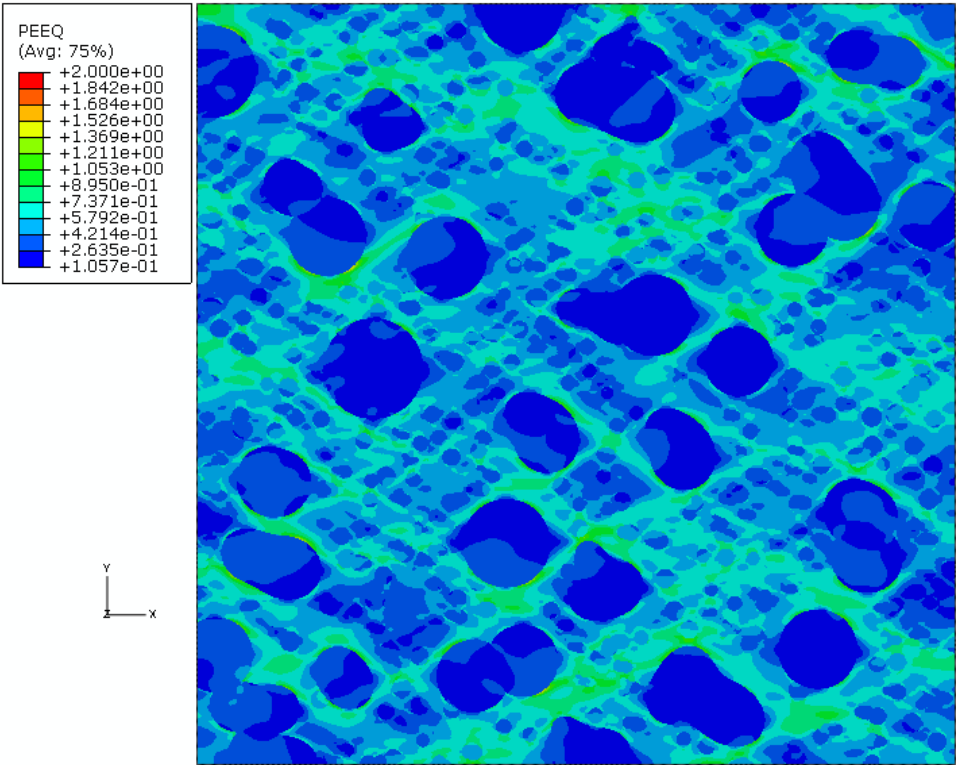 PEEQ
(Avg: 75%)
+2.000e+00
+1.842e+00
+1.684e+00
+1.526e+00
+1.369e+00
+1.211e+00
+1.053e+00
+8.950e-01
+7.371e-01
+5.792e-01
+4.214e-01
+2.635e-01
+1.057e-01
Y
Z X